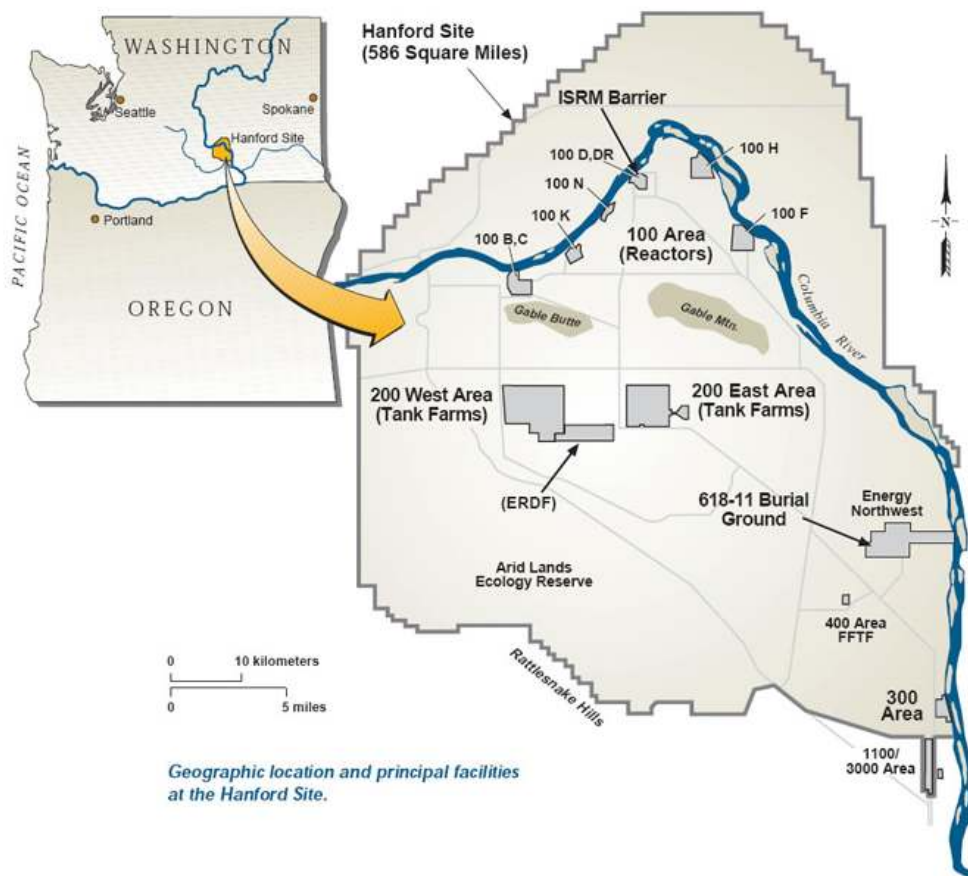 WASHINGTON
Seattle
Spokane
Hanford Site
PACIFIC OCEAN
Portland
OREGON
Hanford Site
(586 Square Miles)
ISRM Barrier
100 D,DR
100 H
100 N
100 K
100 F
100 B,C
100 Area
(Reactors)
N
Gable Butte
Gable Mtn.
Columbia River
200 West Area
(Tank Farms)
200 East Area
(Tank Farms)
(ERDF)
618-11 Burial
Ground
Energy
Northwest
Arid Lands
Ecology Reserve
400 Area
FFTF
0 10 kilometers
0 5 miles
Rattlesnake Hills
300
Area
1100/
3000 Area
Geographic location and principal facilities
at the Hanford Site.